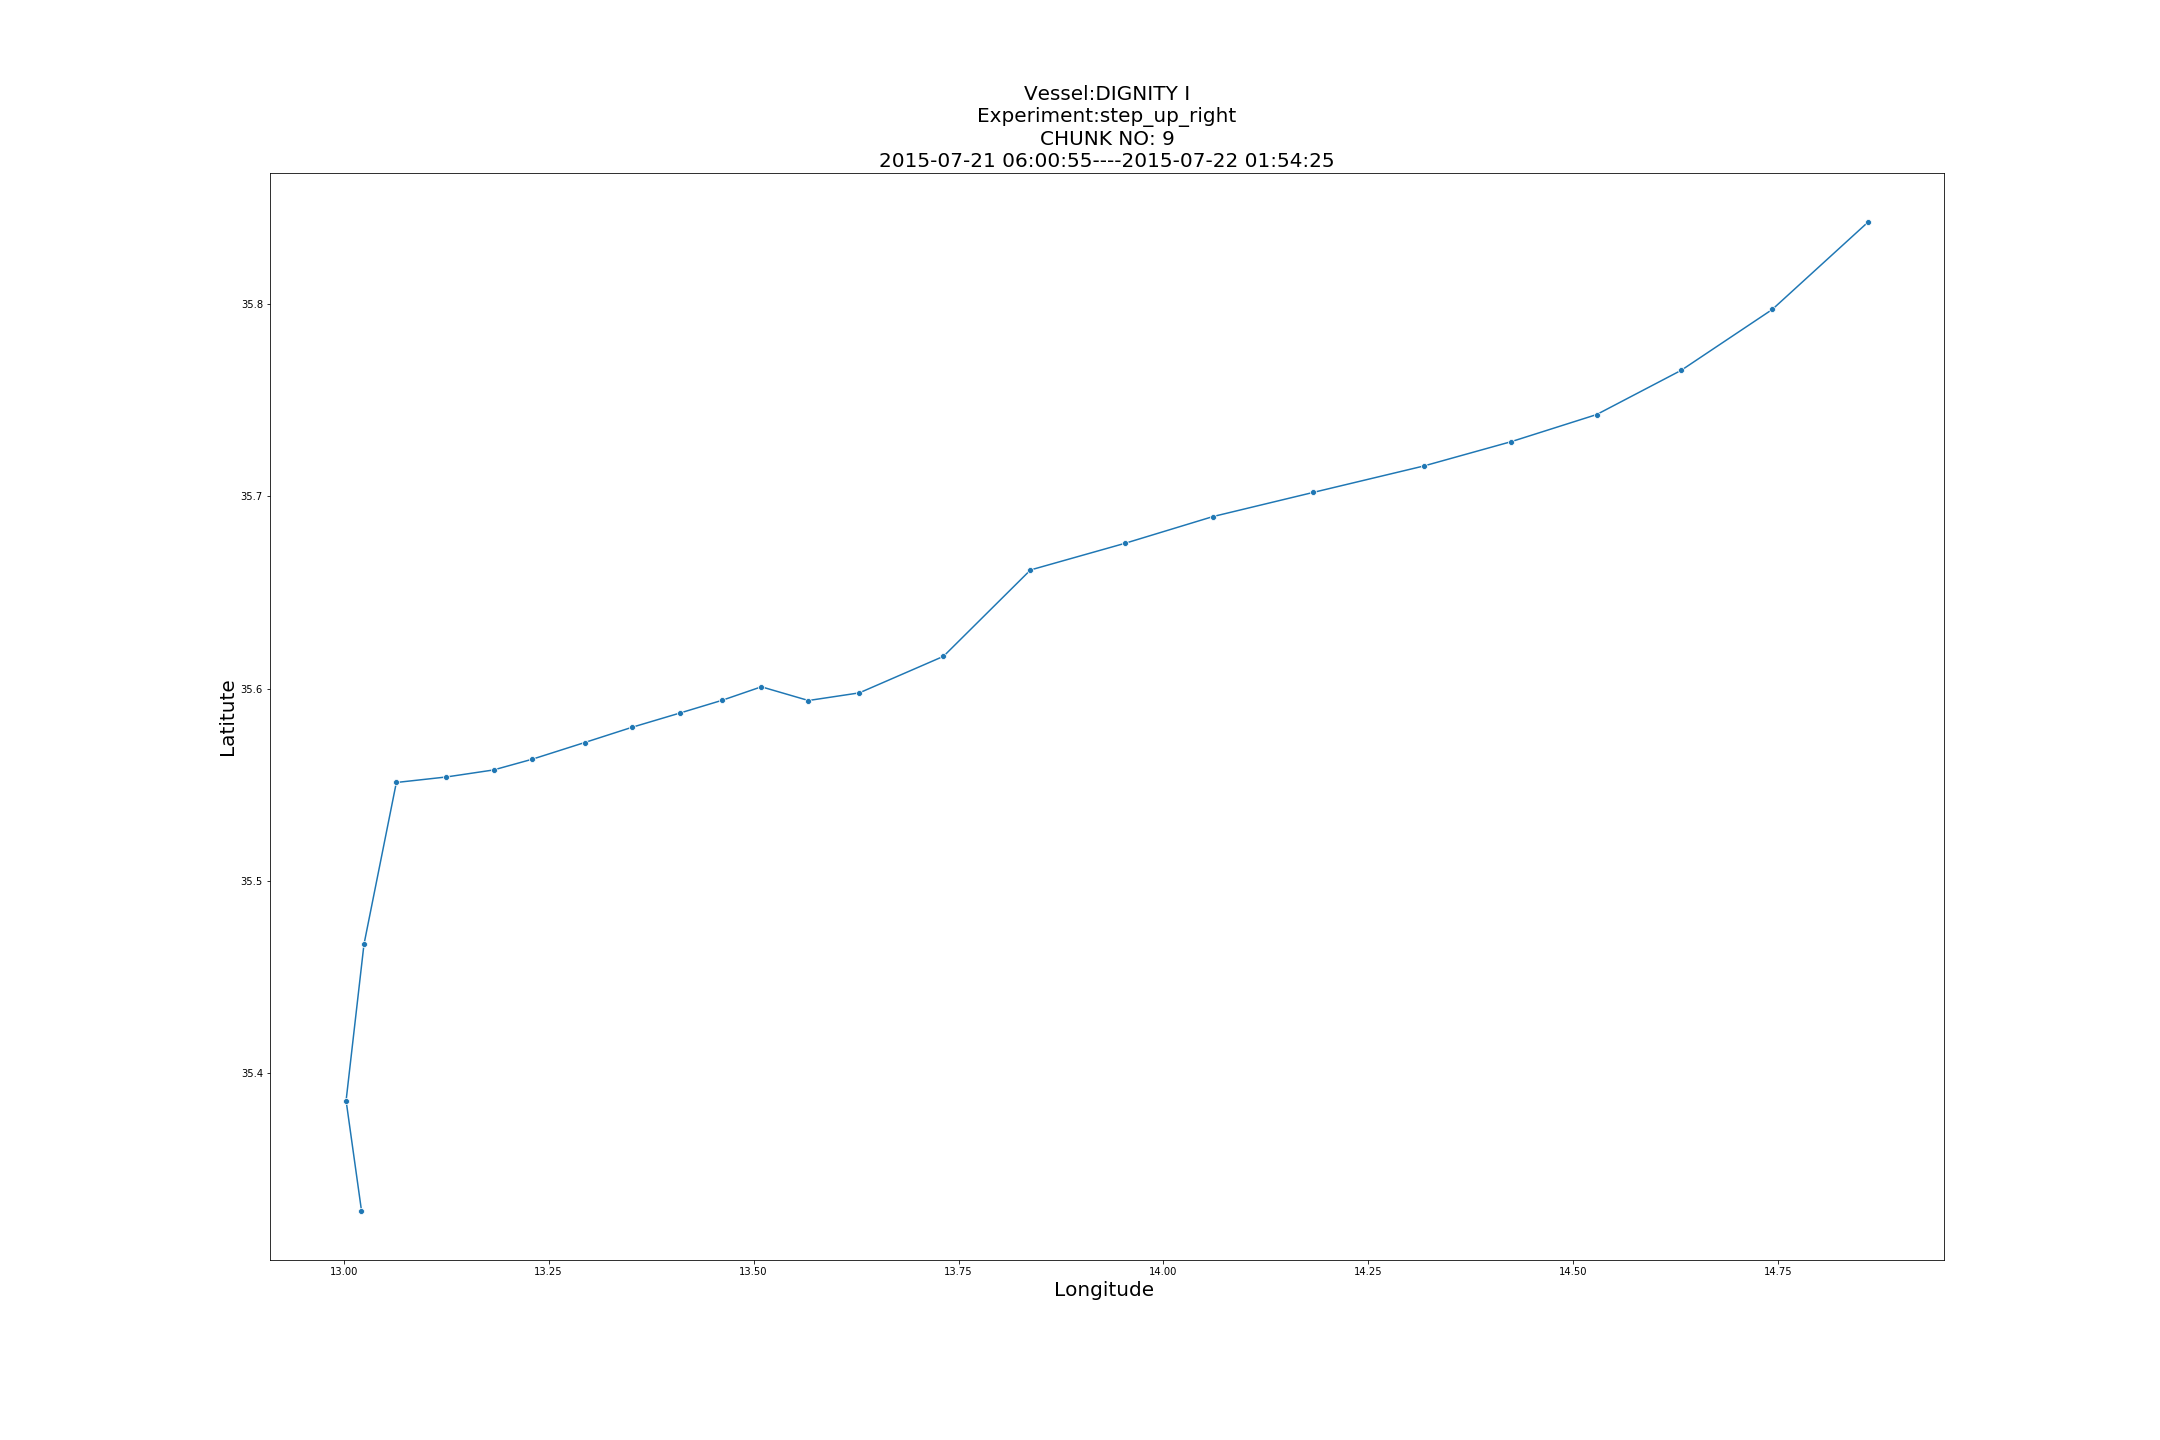 Vessel:DIGNITY I
Experiment:step_up_right
CHUNK NO: 9
2015-07-21 06:00:55----2015-07-22 01:54:25
Latitute
35.8
35.7
35.6
35.5
35.4
13.00 13.25 13.50 13.75 14.00 14.25 14.50 14.75
Longitude